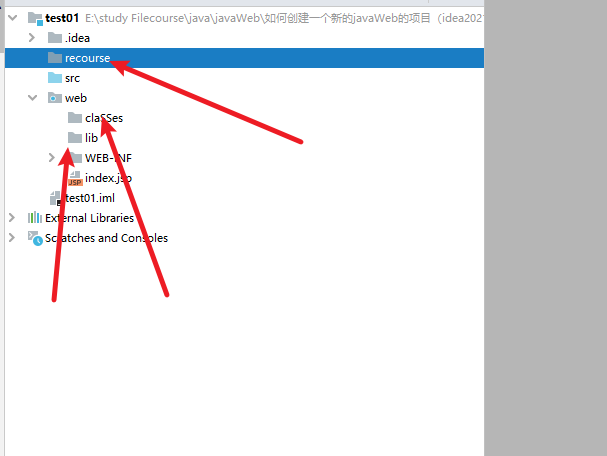 test01 E:\study Filecourse\java\javaWeb\如何创建一个新的javaWeb的项目（idea2021
.idea
recourse
src
web
classes
lib
WEB-INF
index.jsp
test01.iml
External Libraries
Scratches and Consoles